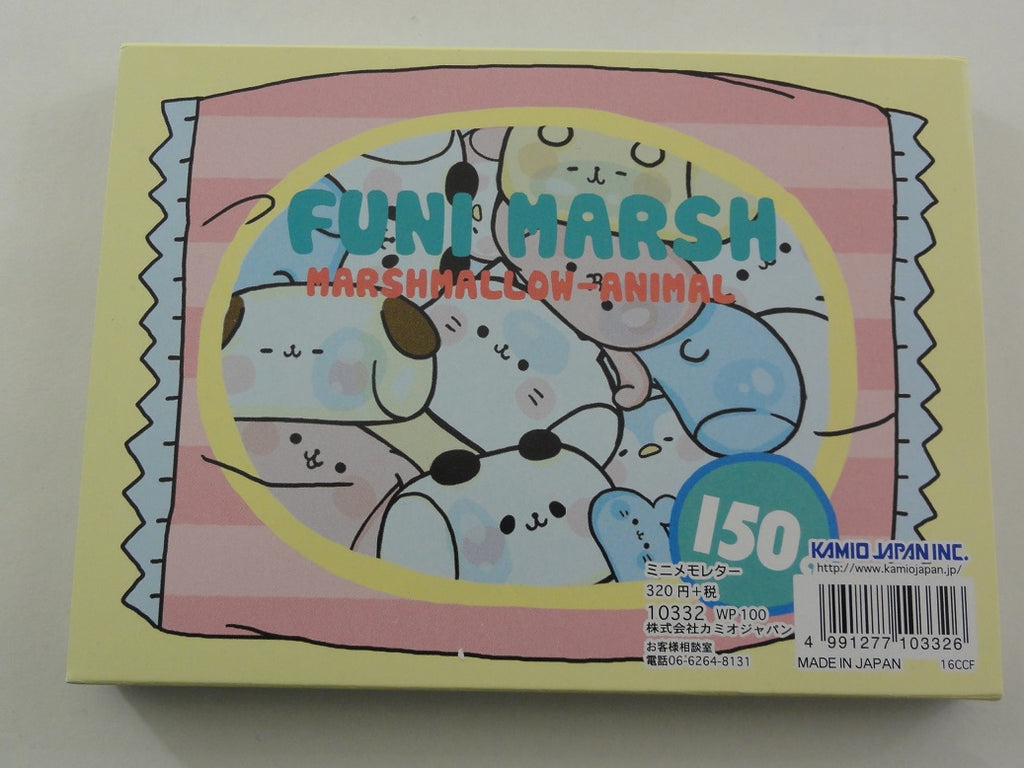 FUNI MARSH
MARSHMALLOW-ANIMAL
150
KAMIO JAPAN INC.
http://www.kamiojapan.jp/
ミニメモレター
320円+税
10332 WP-100
株式会社カミオジャパン
お客様相談室
電話06-6264-8131
4 991277 103326
MADE IN JAPAN 16CCF